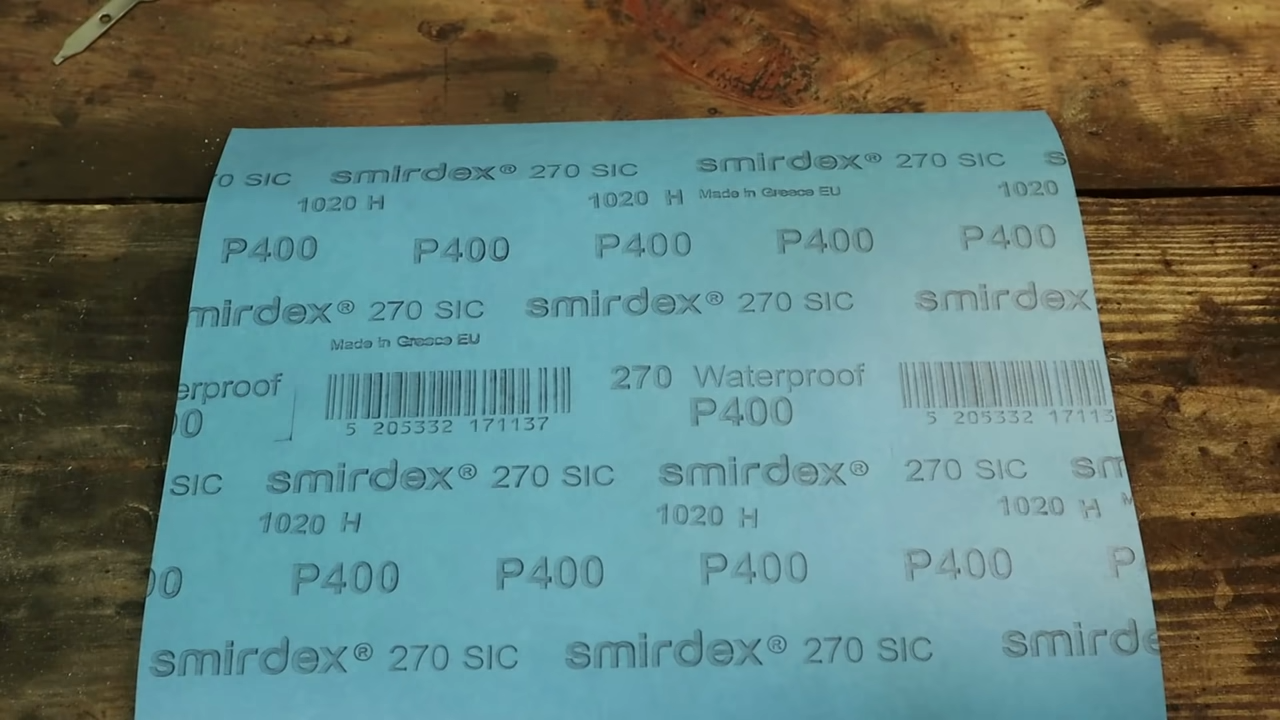 0 SIC smirdex® 270 SIC smirdex® 270 SIC s
1020 H 1020 H Made in Greece EU 1020
P400 P400 P400 P400 P400
mirdex® 270 SIC smirdex® 270 SIC smirdex
Made in Greece EU
erproof 270 Waterproof
00 P400
5 205332 171137 5 205332 17113
SIC smirdex® 270 SIC smirdex® 270 SIC sm
1020 H 1020 H 1020 H M
00 P400 P400 P400 P400 P
smirdex® 270 SIC smirdex® 270 SIC smirde